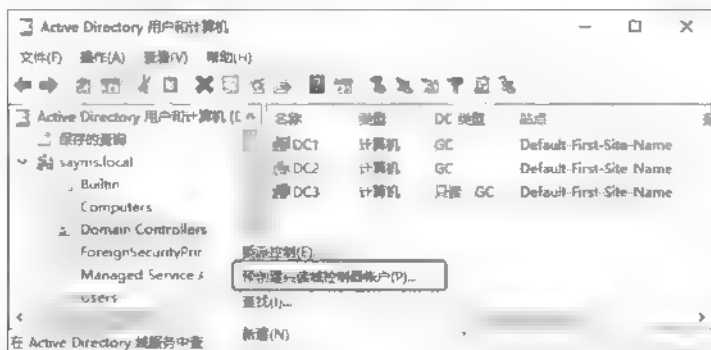 Active Directory 用户和计算机
文件(F) 操作(A) 查看(V) 帮助(H)
Active Directory 用户和计算机 [D
名称 类型 DC 类型 站点
保存的查询
DC1 计算机 GC Default-First-Site-Name
sayms.local
DC2 计算机 GC Default-First-Site-Name
Builtin
DC3 计算机 只读, GC Default-First-Site-Name
Computers
Domain Controllers
ForeignSecurityPrir
委派控制(E)...
Managed Service A
预创建只读域控制器帐户(P)...
Users
查找(I)...
新建(N)
在 Active Directory 域服务中查